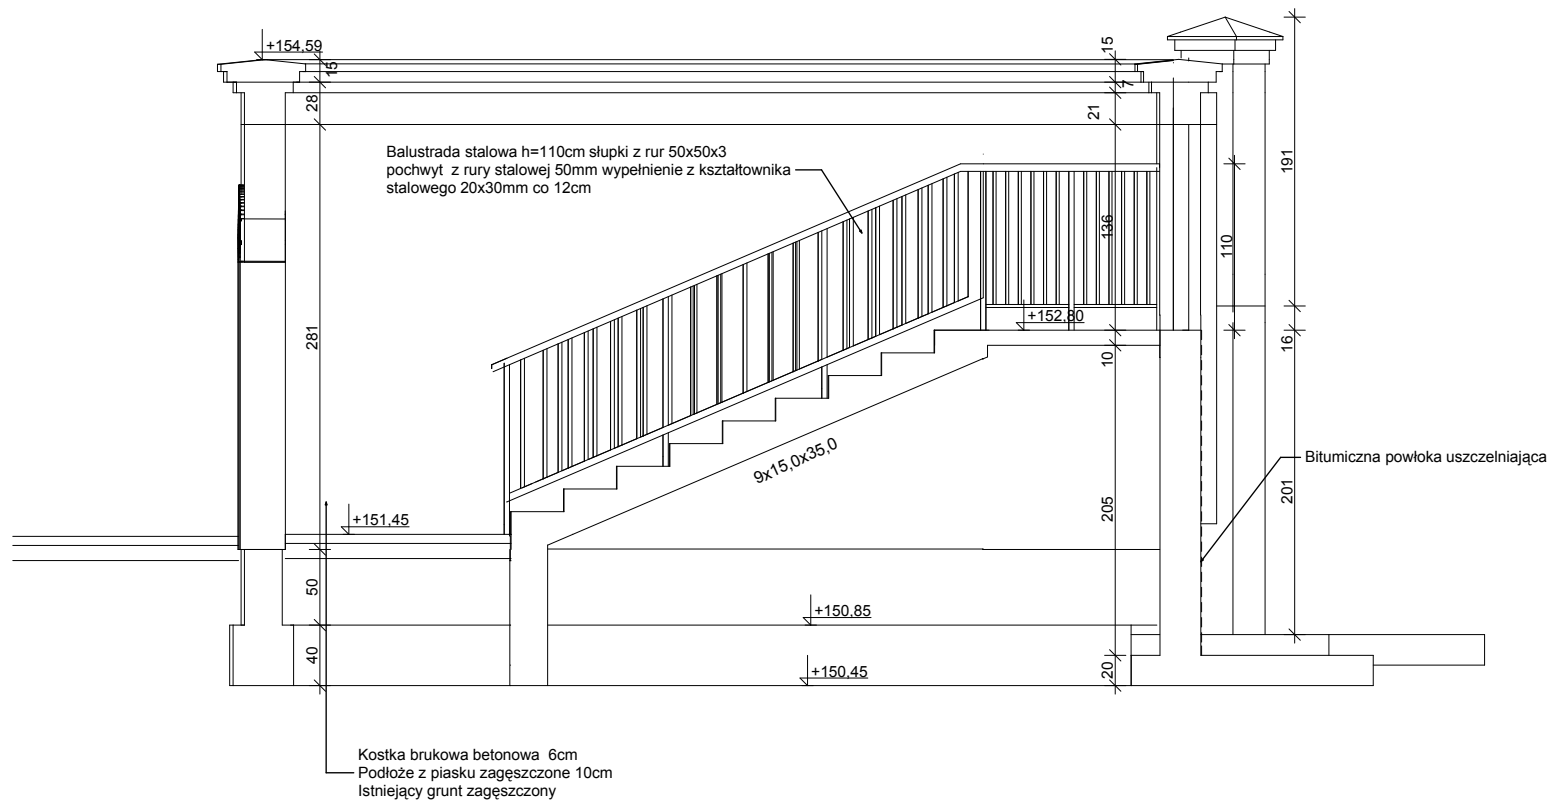 +154,59
15
28
15
7
21
191
Balustrada stalowa h=110cm słupki z rur 50x50x3
pochwyt z rury stalowej 50mm wypełnienie z kształtownika
stalowego 20x30mm co 12cm
136
110
281
+152,80
16
10
9x15,0x35,0
Bitumiczna powłoka uszczelniająca
201
205
+151,45
50
+150,85
40
+150,45
20
Kostka brukowa betonowa 6cm
Podłoże z piasku zagęszczone 10cm
Istniejący grunt zagęszczony